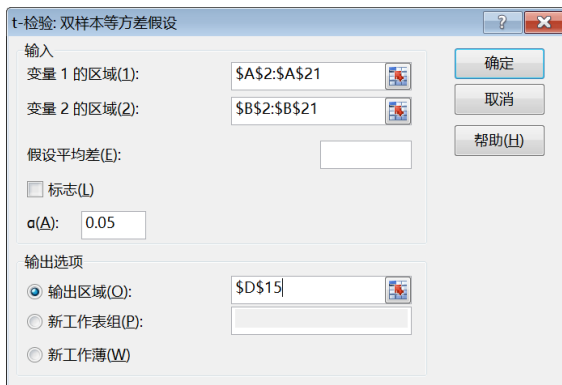 t-检验: 双样本等方差假设
输入
变量 1 的区域(1):
$A$2:$A$21
变量 2 的区域(2):
$B$2:$B$21
假设平均差(E):
标志(L)
α(A):
0.05
输出选项
输出区域(O):
$D$15
新工作表组(P):
新工作薄(W)
确定
取消
帮助(H)